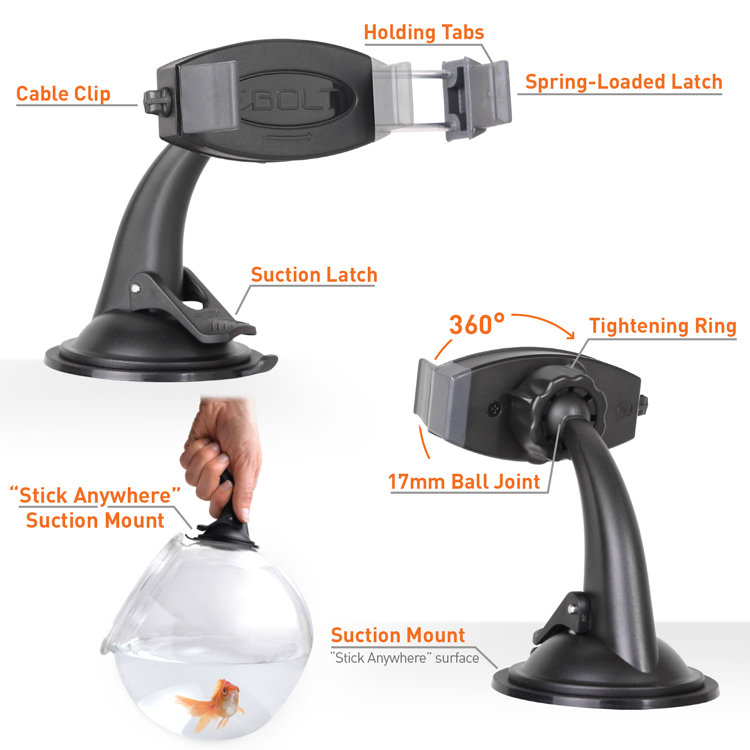 Holding Tabs
Cable Clip
Spring-Loaded Latch
Suction Latch
360°
Tightening Ring
17mm Ball Joint
“Stick Anywhere”
Suction Mount
Suction Mount
“Stick Anywhere” surface